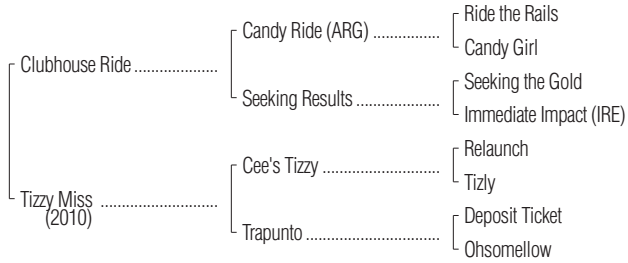 Ride the Rails
Candy Ride (ARG) ................
Candy Girl
Clubhouse Ride ....................
Seeking the Gold
Seeking Results ....................
Immediate Impact (IRE)
Relaunch
Cee's Tizzy ............................
Tizly
Tizzy Miss ............................
(2010)
Deposit Ticket
Trapunto ................................
Ohsomellow